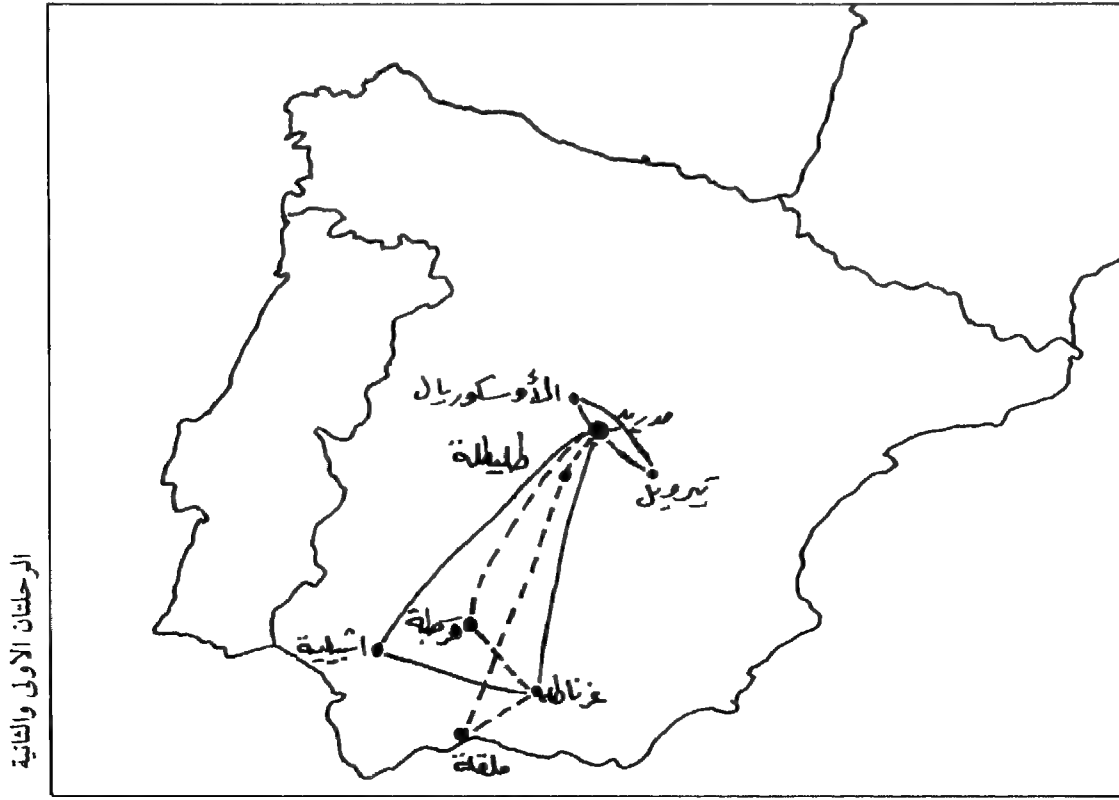 الأوسكوريال
مدريد
طليطلة
تيرويل
قرطبة
اشبيلية
غرناطة
ملقة
الرحلتان الاولى والثانية